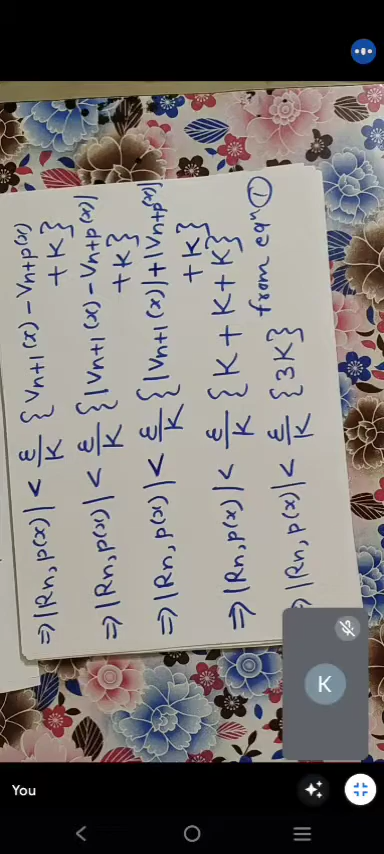 ⇒ |Rn, p(x)| < ε/K { Vn+1(x) - Vn+p(x)
+ K }
⇒ |Rn, p(x)| < ε/K { |Vn+1(x) - Vn+p(x)|
+ K }
⇒ |Rn, p(x)| < ε/K { |Vn+1(x)| + |Vn+p(x)|
+ K }
⇒ |Rn, p(x)| < ε/K { K + K + K }
⇒ |Rn, p(x)| < ε/K { 3K } from eqⁿ ①
K
You